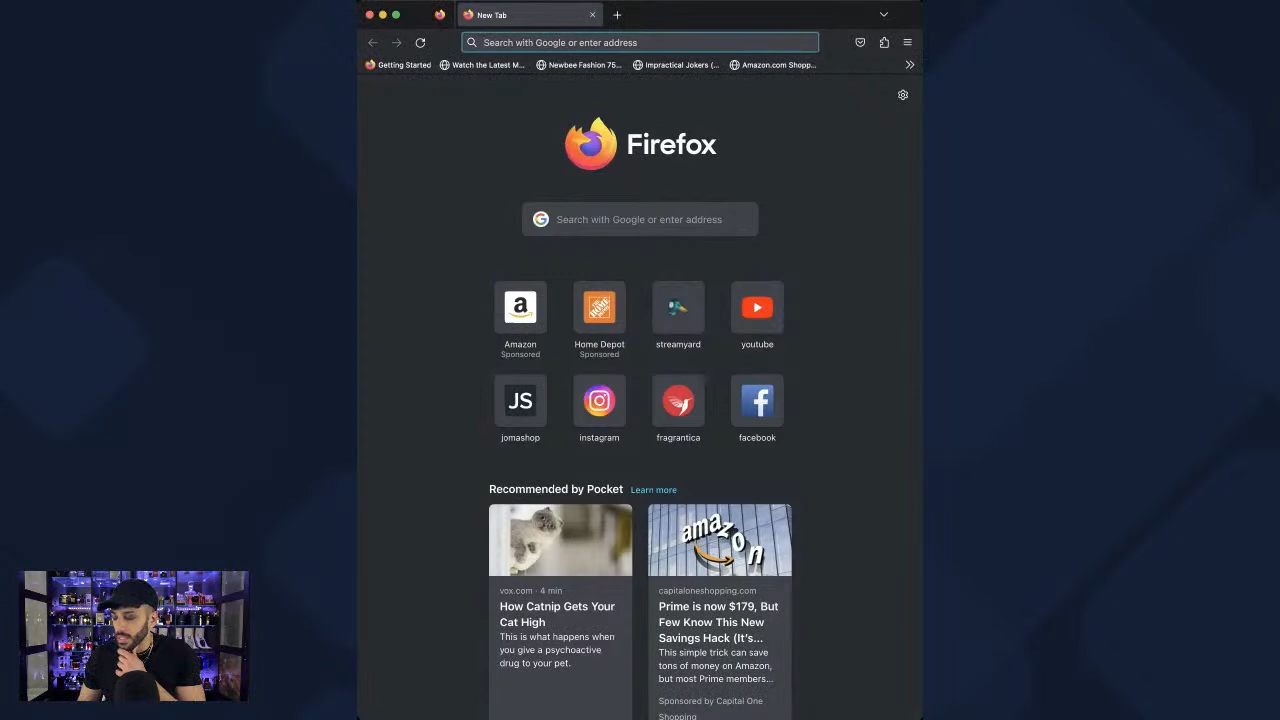 New Tab
Search with Google or enter address
Getting Started
Watch the Latest M...
Newbee Fashion 75...
Impractical Jokers (...
Amazon.com Shopp...
Firefox
Search with Google or enter address
a
Amazon
Sponsored
THE HOME DEPOT
Home Depot
Sponsored
streamyard
youtube
JS
jomashop
instagram
fragrantica
facebook
Recommended by Pocket
Learn more
vox.com · 4 min
How Catnip Gets Your
Cat High
This is what happens when
you give a psychoactive
drug to your pet.
amazon
capitaloneshopping.com
Prime is now $179, But
Few Know This New
Savings Hack (It's...
This simple trick can save
tons of money on Amazon,
but most Prime members...
Sponsored by Capital One
Shopping